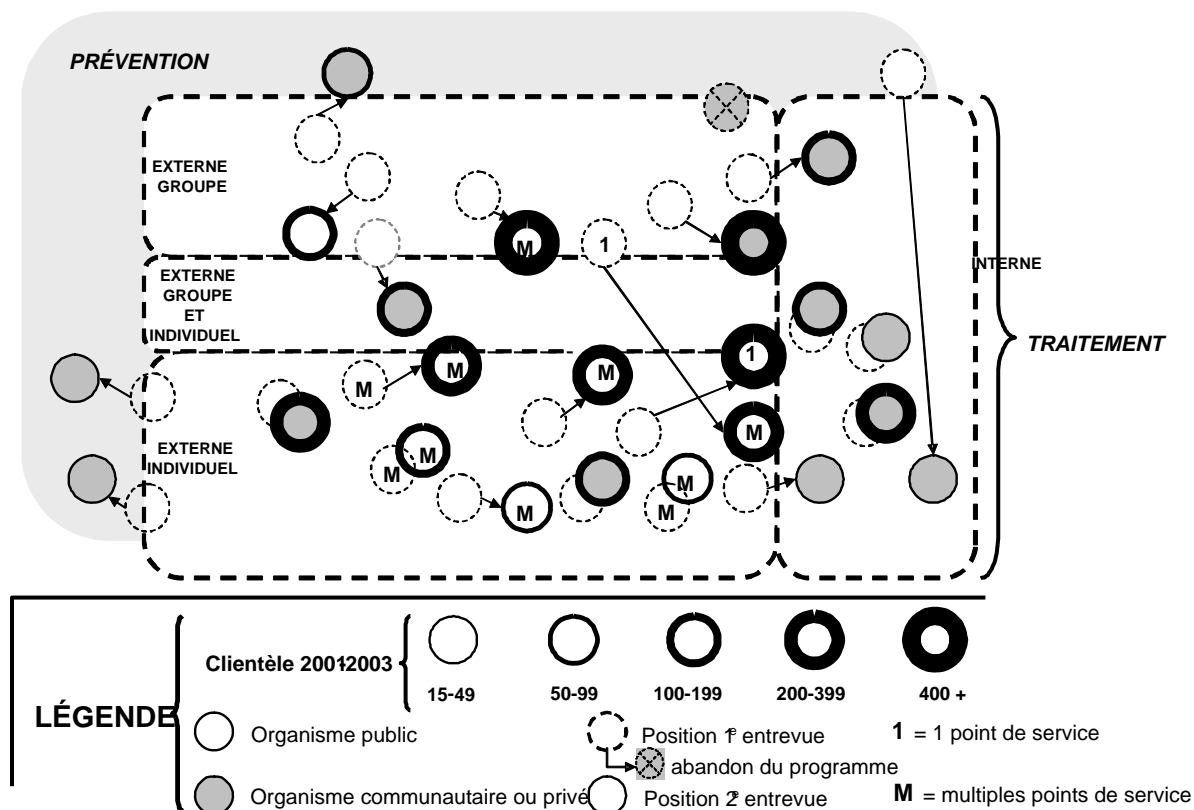 PRÉVENTION
EXTERNE
GROUPE
M
1
INTERNE
EXTERNE
GROUPE
ET
INDIVIDUEL
TRAITEMENT
1
M
M
M
M
EXTERNE
INDIVIDUEL
M
M
M
M
M
Clientèle 2001-2003
15-49
50-99
100-199
200-399
400 +
LÉGENDE
Organisme public
Position 1e entrevue
1 = 1 point de service
abandon du programme
Organisme communautaire ou privé
Position 2e entrevue
M = multiples points de service